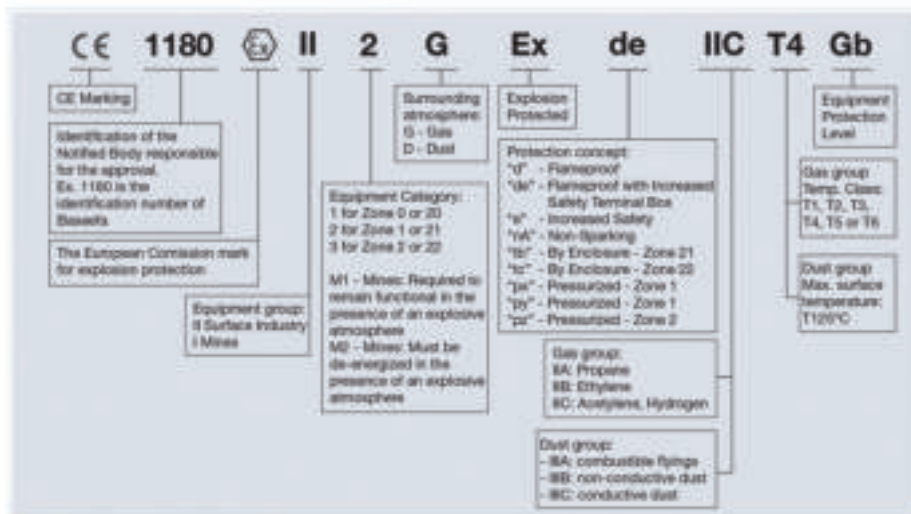 CE 1180 Ex II 2 G Ex de IIC T4 Gb
CE Marking
Identification of the
Notified Body responsible
for the approval.
Ex. 1180 is the
identification number of
Baseefa
The European Comission mark
for explosion protection
Equipment group:
II Surface Industry
I Mines
Equipment Category:
1 for Zone 0 or 20
2 for Zone 1 or 21
3 for Zone 2 or 22
M1 - Mines: Required to
remain functional in the
presence of an explosive
atmosphere
M2 - Mines: Must be
de-energized in the
presence of an explosive
atmosphere
Surrounding
atmosphere:
G - Gas
D - Dust
Explosion
Protected
Protection concept:
"d" - Flameproof
"de" - Flameproof with Increased
Safety Terminal Box
"e" - Increased Safety
"nA" - Non-Sparking
"tb" - By Enclosure - Zone 21
"tc" - By Enclosure - Zone 22
"px" - Pressurized - Zone 1
"py" - Pressurized - Zone 1
"pz" - Pressurized - Zone 2
Gas group:
IIA: Propane
IIB: Ethylene
IIC: Acetylene, Hydrogen
Dust group:
- IIIA: combustible flyings
- IIIB: non-conductive dust
- IIIC: conductive dust
Equipment
Protection
Level
Gas group
Temp. Class:
T1, T2, T3,
T4, T5 or T6
Dust group
Max. surface
temperature:
T125°C